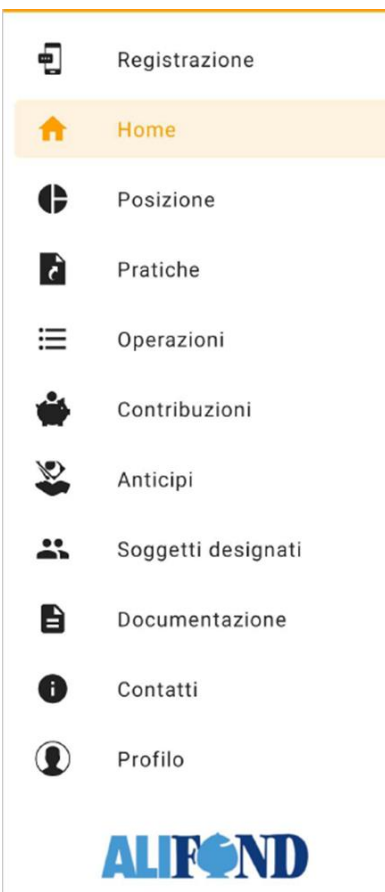 Registrazione
Home
Posizione
Pratiche
Operazioni
Contribuzioni
Anticipi
Soggetti designati
Documentazione
Contatti
Profilo
ALIFOND